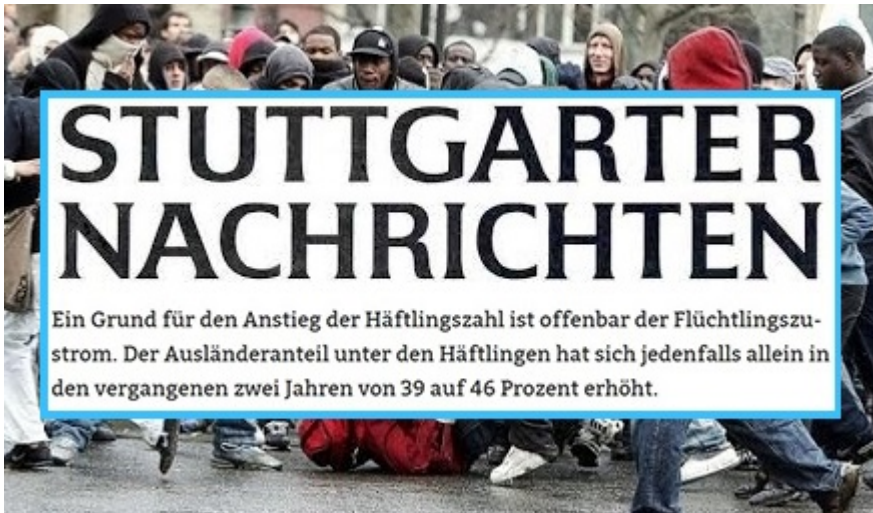 STUTTGARTER
NACHRICHTEN
Ein Grund für den Anstieg der Häftlingszahl ist offenbar der Flüchtlingszu-
strom. Der Ausländeranteil unter den Häftlingen hat sich jedenfalls allein in
den vergangenen zwei Jahren von 39 auf 46 Prozent erhöht.